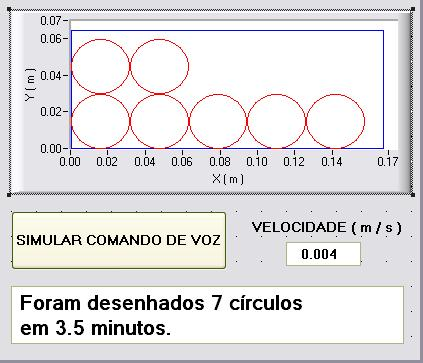 0.07
0.06
0.04
0.02
0.00
Y ( m )
0.00 0.02 0.04 0.06 0.08 0.10 0.12 0.14 0.17
X ( m )
SIMULAR COMANDO DE VOZ
VELOCIDADE ( m / s )
0.004
Foram desenhados 7 círculos
em 3.5 minutos.